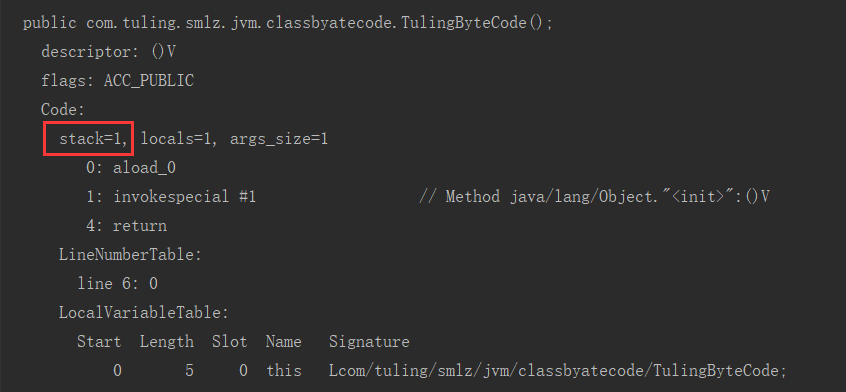 public com.tuling.smlz.jvm.classbyatecode.TulingByteCode();
descriptor: ()V
flags: ACC_PUBLIC
Code:
stack=1, locals=1, args_size=1
0: aload_0
1: invokespecial #1 // Method java/lang/Object."<init>":()V
4: return
LineNumberTable:
line 6: 0
LocalVariableTable:
Start Length Slot Name Signature
0 5 0 this Lcom/tuling/smlz/jvm/classbyatecode/TulingByteCode;